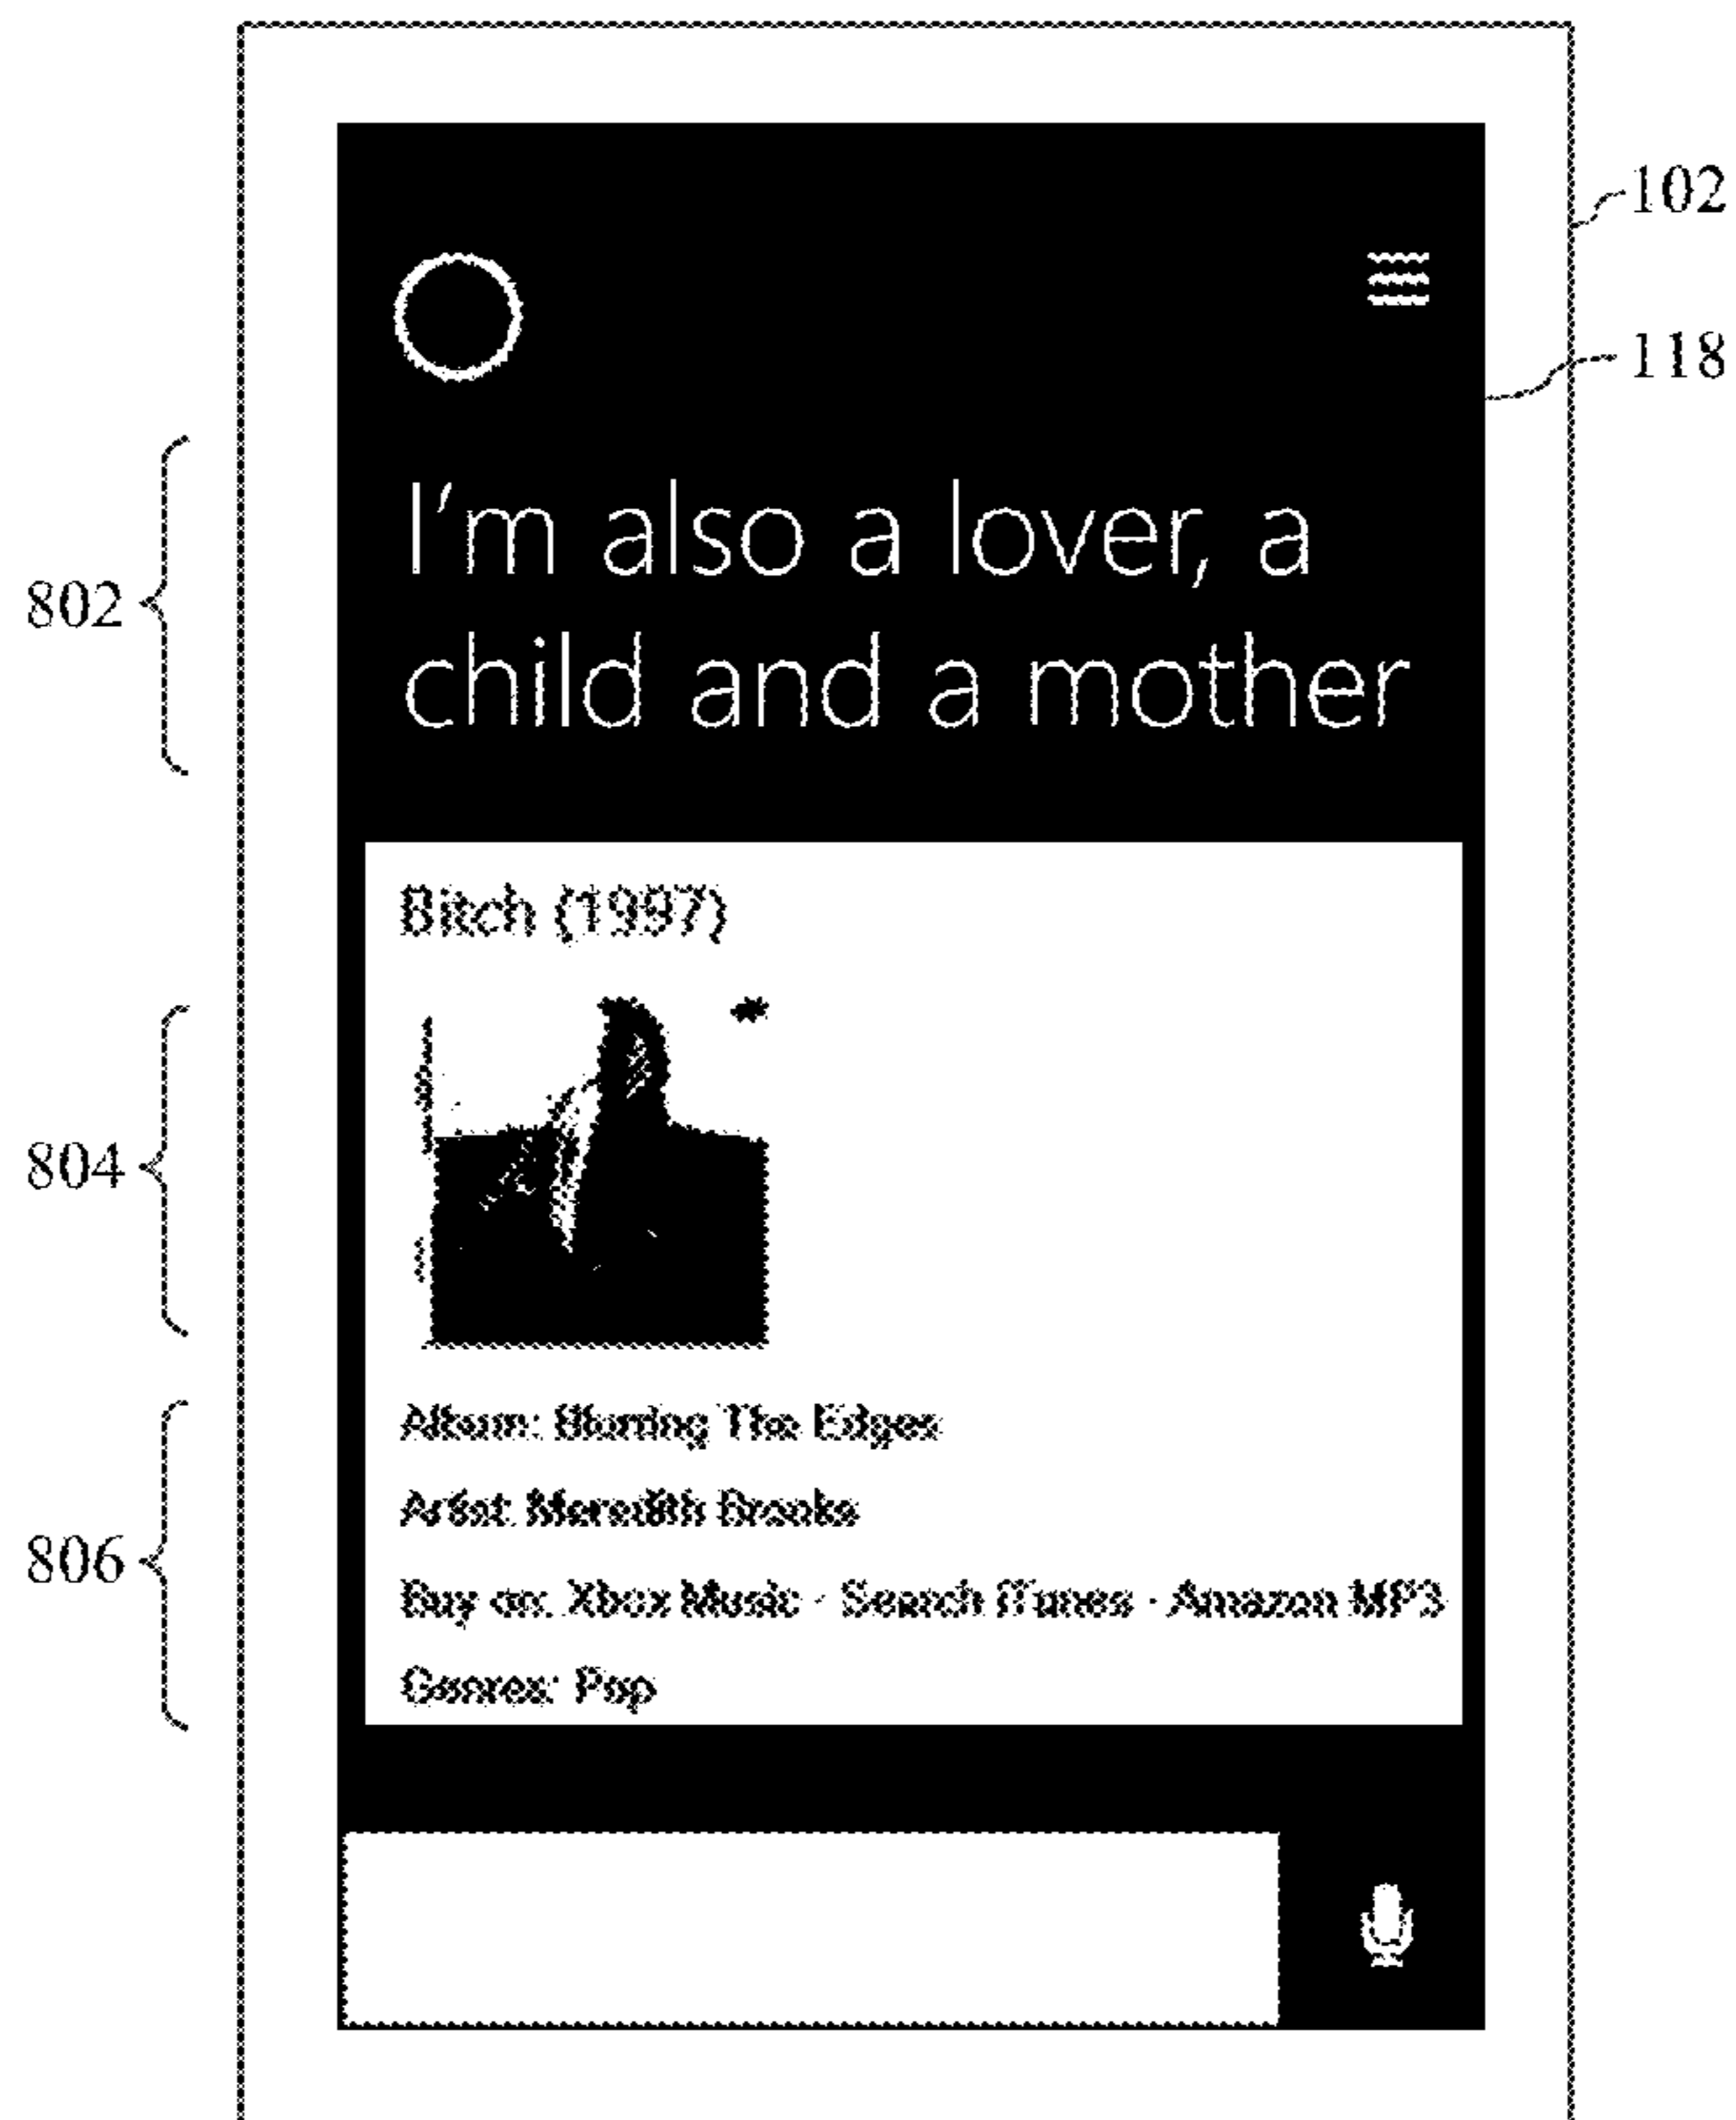 102
118
I'm also a lover, a
802
child and a mother
Bitch (1997)
804
Album: Blurring The Edges
Artist: Meredith Brooks
806
Buy on: Xbox Music · Search iTunes · Amazon MP3
Genres: Pop